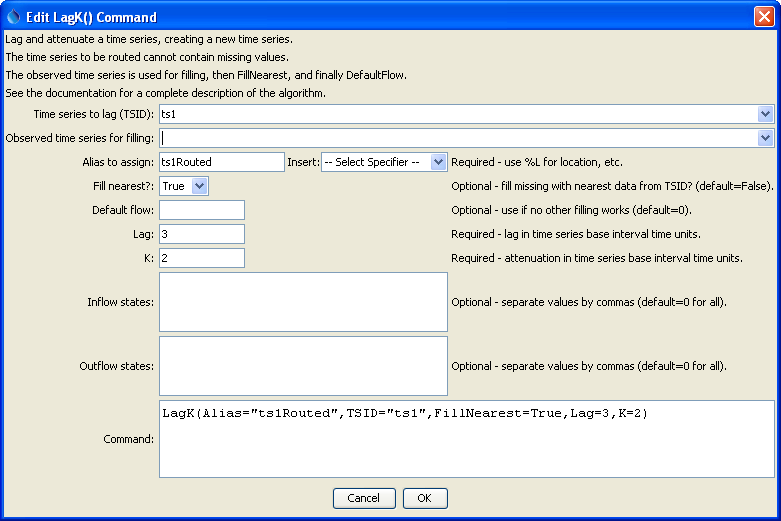 Edit LagK() Command
Lag and attenuate a time series, creating a new time series.
The time series to be routed cannot contain missing values.
The observed time series is used for filling, then FillNearest, and finally DefaultFlow.
See the documentation for a complete description of the algorithm.
Time series to lag (TSID): ts1
Observed time series for filling:
Alias to assign: ts1Routed Insert: -- Select Specifier -- Required - use %L for location, etc.
Fill nearest?: True Optional - fill missing with nearest data from TSID? (default=False).
Default flow: Optional - use if no other filling works (default=0).
Lag: 3 Required - lag in time series base interval time units.
K: 2 Required - attenuation in time series base interval time units.
Inflow states: Optional - separate values by commas (default=0 for all).
Outflow states: Optional - separate values by commas (default=0 for all).
LagK(Alias="ts1Routed",TSID="ts1",FillNearest=True,Lag=3,K=2)
Command:
Cancel OK